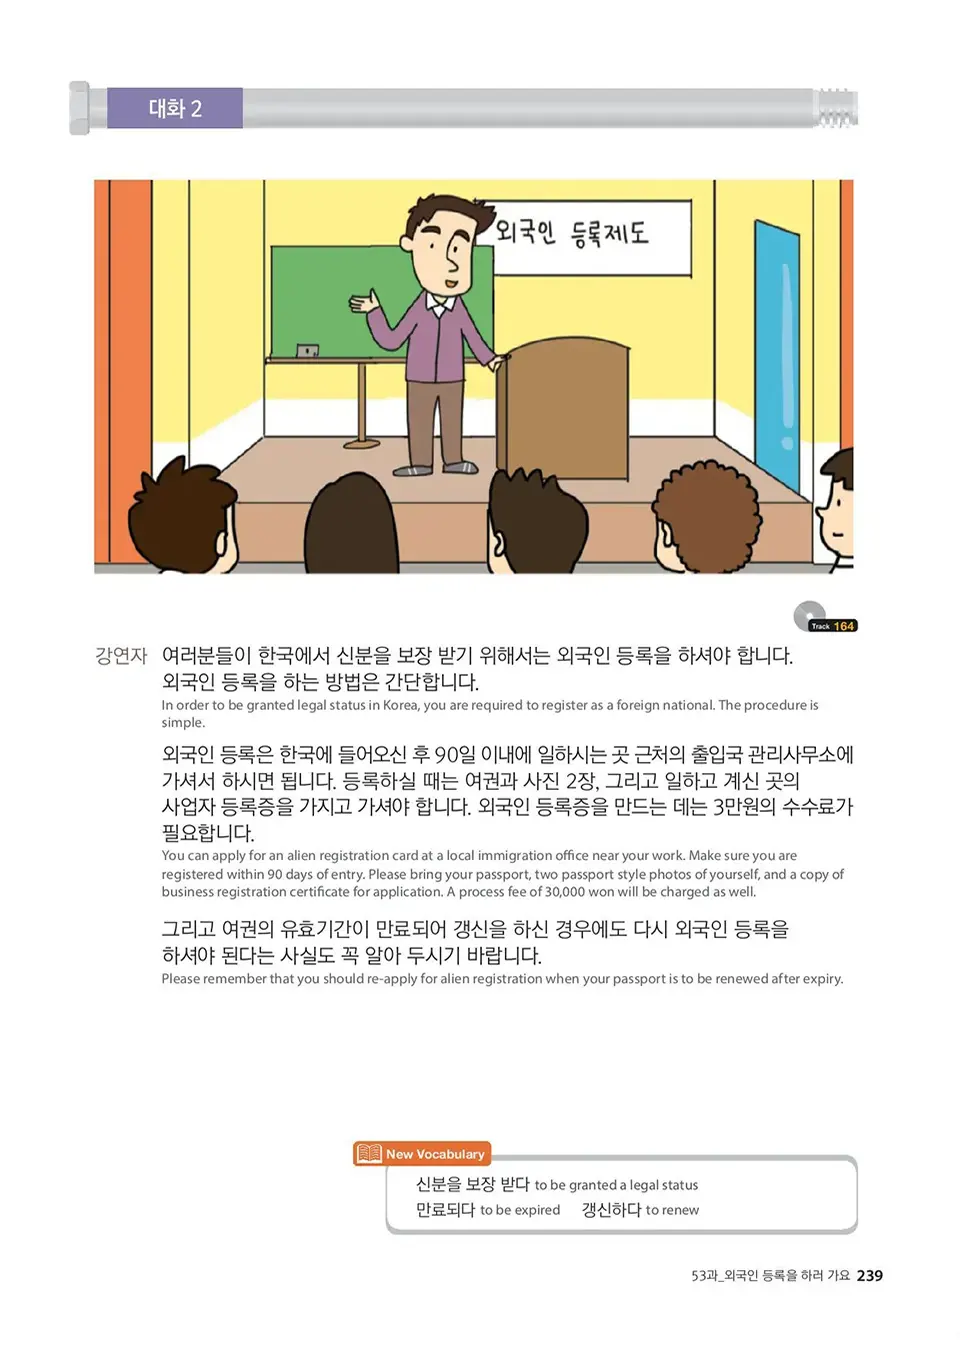 대화 2
외국인 등록제도
Track 164
강연자 여러분들이 한국에서 신분을 보장 받기 위해서는 외국인 등록을 하셔야 합니다.
외국인 등록을 하는 방법은 간단합니다.
In order to be granted legal status in Korea, you are required to register as a foreign national. The procedure is
simple.
외국인 등록은 한국에 들어오신 후 90일 이내에 일하시는 곳 근처의 출입국 관리사무소에
가셔서 하시면 됩니다. 등록하실 때는 여권과 사진 2장, 그리고 일하고 계신 곳의
사업자 등록증을 가지고 가셔야 합니다. 외국인 등록증을 만드는 데는 3만원의 수수료가
필요합니다.
You can apply for an alien registration card at a local immigration office near your work. Make sure you are
registered within 90 days of entry. Please bring your passport, two passport style photos of yourself, and a copy of
business registration certificate for application. A process fee of 30,000 won will be charged as well.
그리고 여권의 유효기간이 만료되어 갱신을 하신 경우에도 다시 외국인 등록을
하셔야 된다는 사실도 꼭 알아 두시기 바랍니다.
Please remember that you should re-apply for alien registration when your passport is to be renewed after expiry.
New Vocabulary
신분을 보장 받다 to be granted a legal status
만료되다 to be expired 갱신하다 to renew
53과_외국인 등록을 하러 가요 239